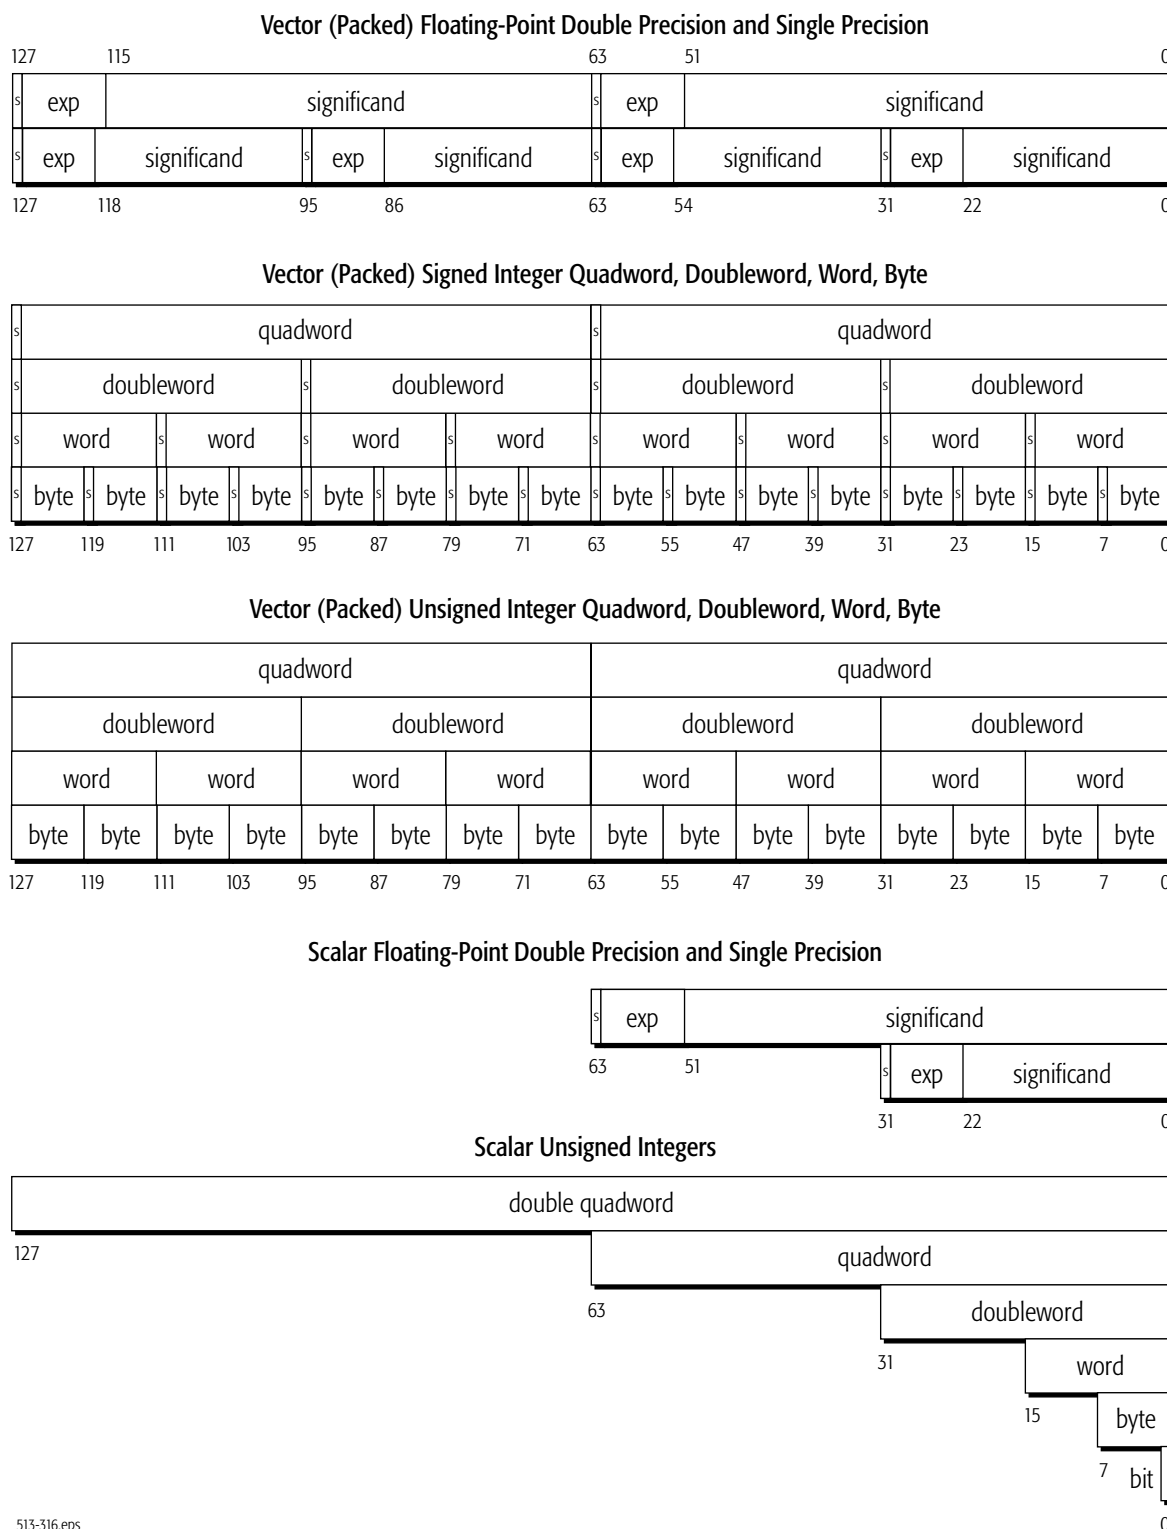 Vector (Packed) Floating-Point Double Precision and Single Precision
127 115 63 51 0
s exp significand s exp significand
s exp significand s exp significand s exp significand s exp significand
127 118 95 86 63 54 31 22 0
Vector (Packed) Signed Integer Quadword, Doubleword, Word, Byte
s quadword s quadword
s doubleword s doubleword s doubleword s doubleword
s word s word s word s word s word s word s word s word
s byte s byte s byte s byte s byte s byte s byte s byte s byte s byte s byte s byte s byte s byte s byte s byte
127 119 111 103 95 87 79 71 63 55 47 39 31 23 15 7 0
Vector (Packed) Unsigned Integer Quadword, Doubleword, Word, Byte
quadword quadword
doubleword doubleword doubleword doubleword
word word word word word word word word
byte byte byte byte byte byte byte byte byte byte byte byte byte byte byte byte
127 119 111 103 95 87 79 71 63 55 47 39 31 23 15 7 0
Scalar Floating-Point Double Precision and Single Precision
s exp significand
63 51
s exp significand
31 22 0
Scalar Unsigned Integers
double quadword
127
quadword
63
doubleword
31
word
15
byte
7
bit
513-316.eps
0